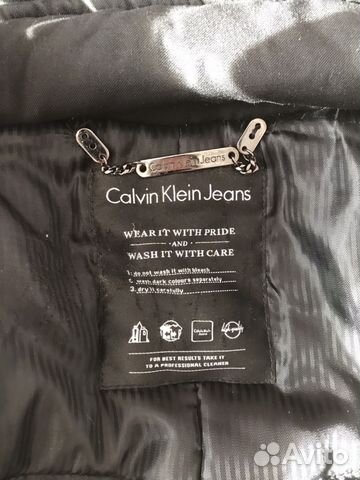 Calvin Klein Jeans
Calvin Klein Jeans
WEAR IT WITH PRIDE
- AND -
WASH IT WITH CARE
1. do not wash it with bleach
2. wash dark colours separately
3. dry it carefully
Calvin Klein
FOR BEST RESULTS TAKE IT
TO A PROFESSIONAL CLEANER
Avito